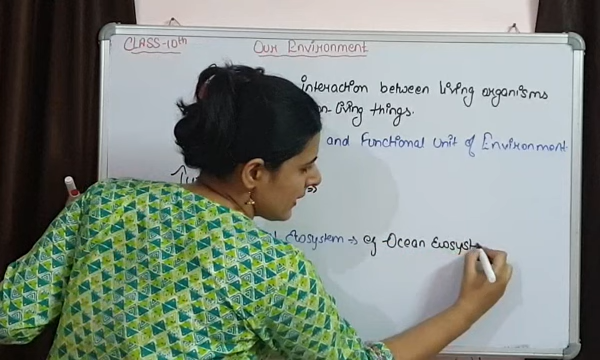 CLASS-10th
Our Environment
interaction between living organisms
living things.
and Functional Unit of Environment
Ecosystem → eg Ocean Ecosyst